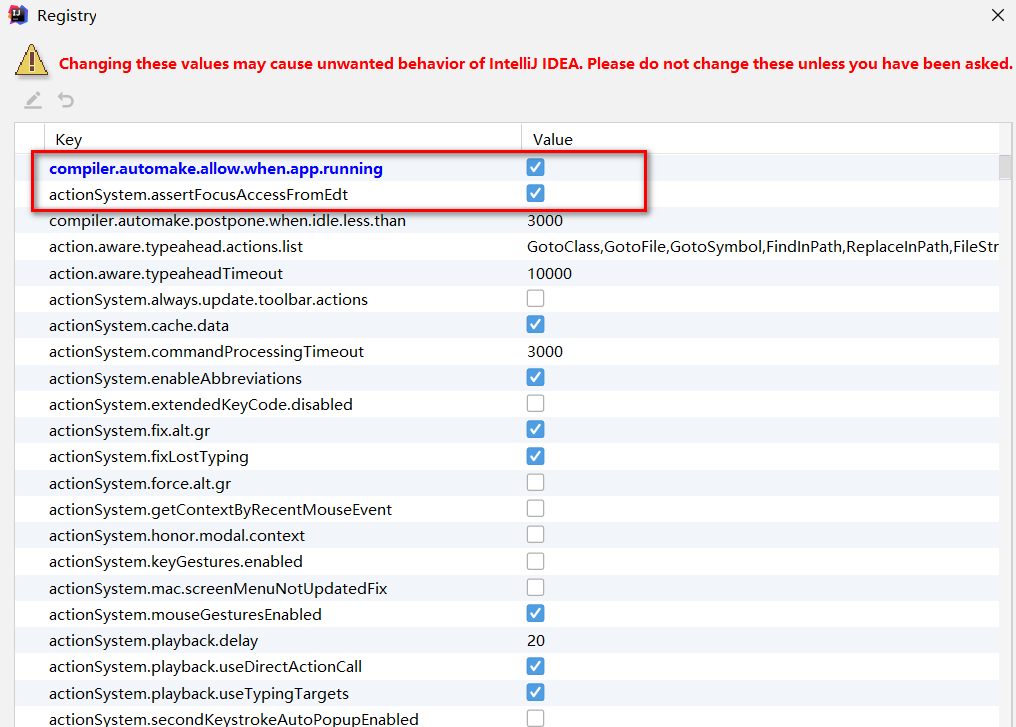 Registry
Changing these values may cause unwanted behavior of IntelliJ IDEA. Please do not change these unless you have been asked.
Key Value
compiler.automake.allow.when.app.running
actionSystem.assertFocusAccessFromEdt
compiler.automake.postpone.when.idle.less.than 3000
action.aware.typeahead.actions.list GotoClass,GotoFile,GotoSymbol,FindInPath,ReplaceInPath,FileStr
action.aware.typeaheadTimeout 10000
actionSystem.always.update.toolbar.actions
actionSystem.cache.data
actionSystem.commandProcessingTimeout 3000
actionSystem.enableAbbreviations
actionSystem.extendedKeyCode.disabled
actionSystem.fix.alt.gr
actionSystem.fixLostTyping
actionSystem.force.alt.gr
actionSystem.getContextByRecentMouseEvent
actionSystem.honor.modal.context
actionSystem.keyGestures.enabled
actionSystem.mac.screenMenuNotUpdatedFix
actionSystem.mouseGesturesEnabled
actionSystem.playback.delay 20
actionSystem.playback.useDirectActionCall
actionSystem.playback.useTypingTargets
actionSystem.secondKeystrokeAutoPopupEnabled